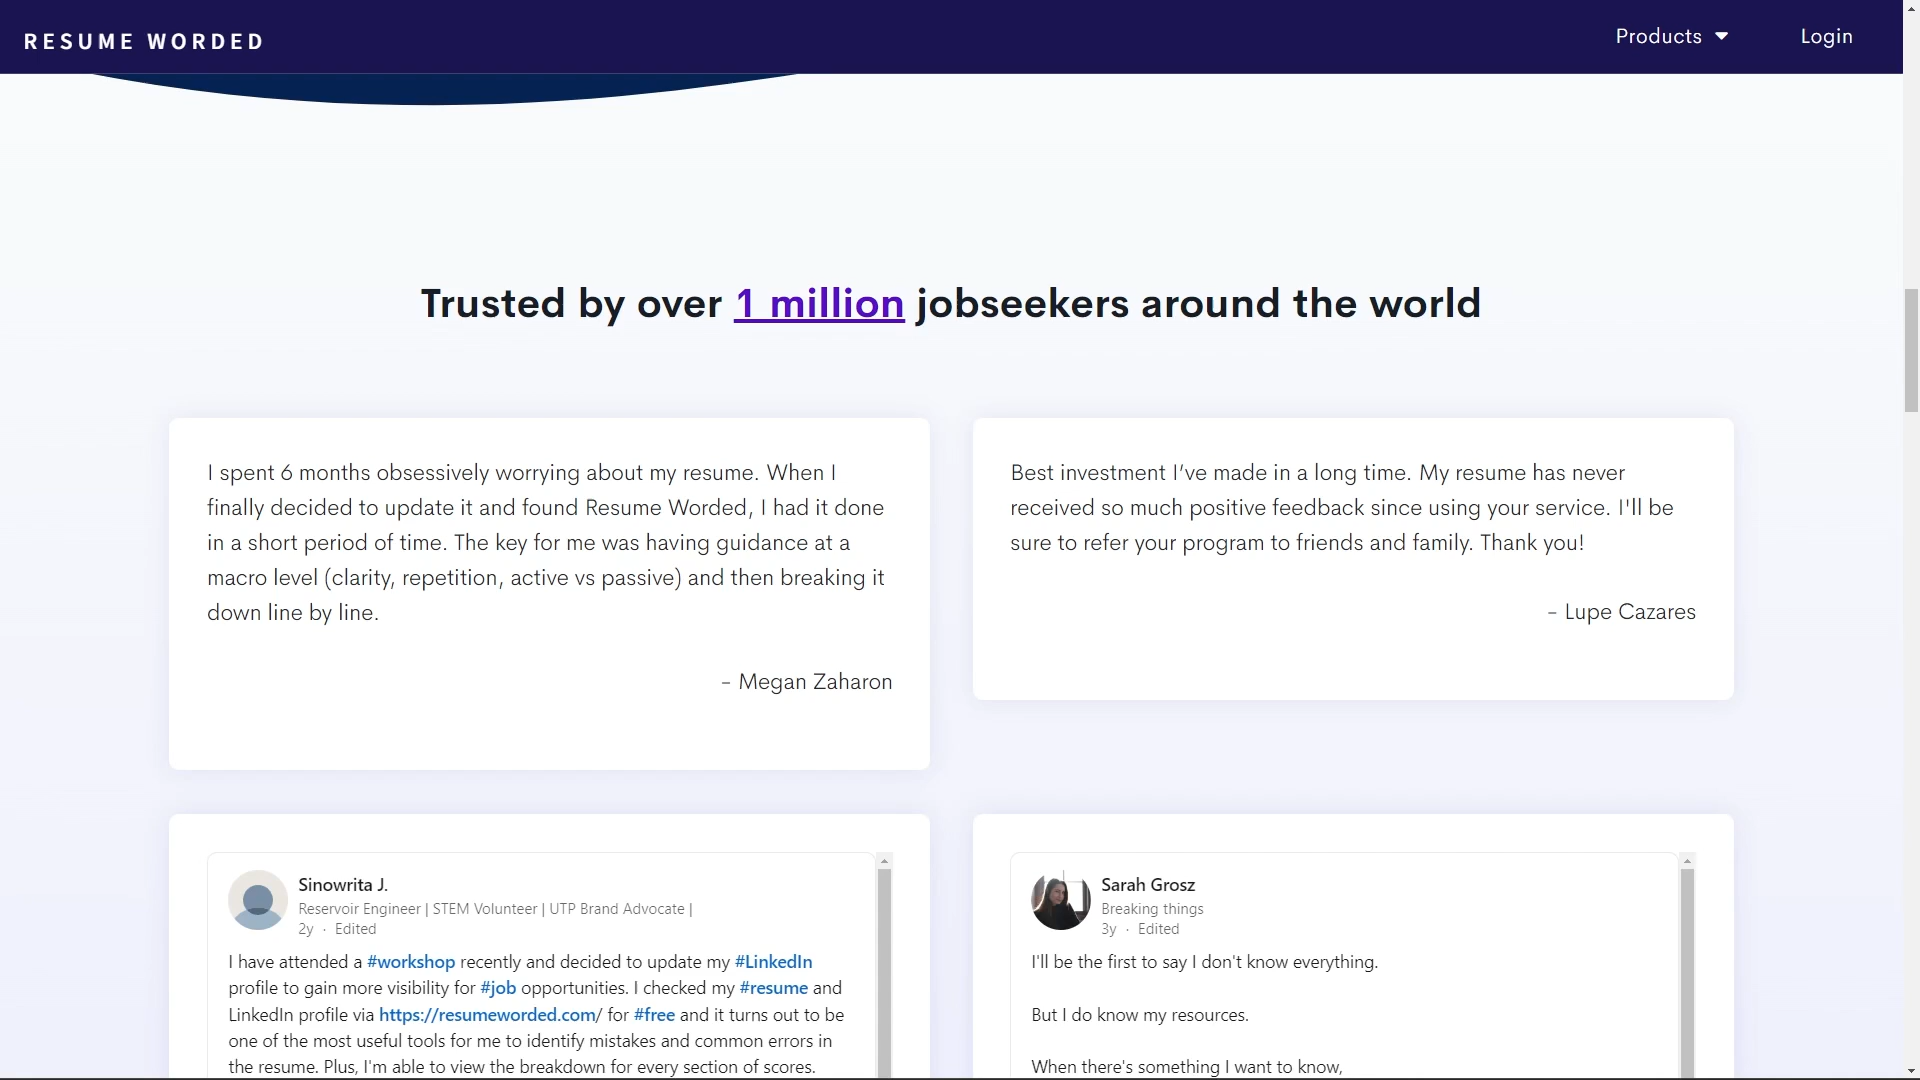 RESUME WORDED
Products
Login
Trusted by over 1 million jobseekers around the world
I spent 6 months obsessively worrying about my resume. When I
finally decided to update it and found Resume Worded, I had it done
in a short period of time. The key for me was having guidance at a
macro level (clarity, repetition, active vs passive) and then breaking it
down line by line.
- Megan Zaharon
Best investment I’ve made in a long time. My resume has never
received so much positive feedback since using your service. I'll be
sure to refer your program to friends and family. Thank you!
- Lupe Cazares
Sinowrita J.
Reservoir Engineer | STEM Volunteer | UTP Brand Advocate |
2y · Edited
I have attended a #workshop recently and decided to update my #LinkedIn
profile to gain more visibility for #job opportunities. I checked my #resume and
LinkedIn profile via https://resumeworded.com/ for #free and it turns out to be
one of the most useful tools for me to identify mistakes and common errors in
the resume. Plus, I'm able to view the breakdown for every section of scores.
Sarah Grosz
Breaking things
3y · Edited
I'll be the first to say I don't know everything.
But I do know my resources.
When there's something I want to know,